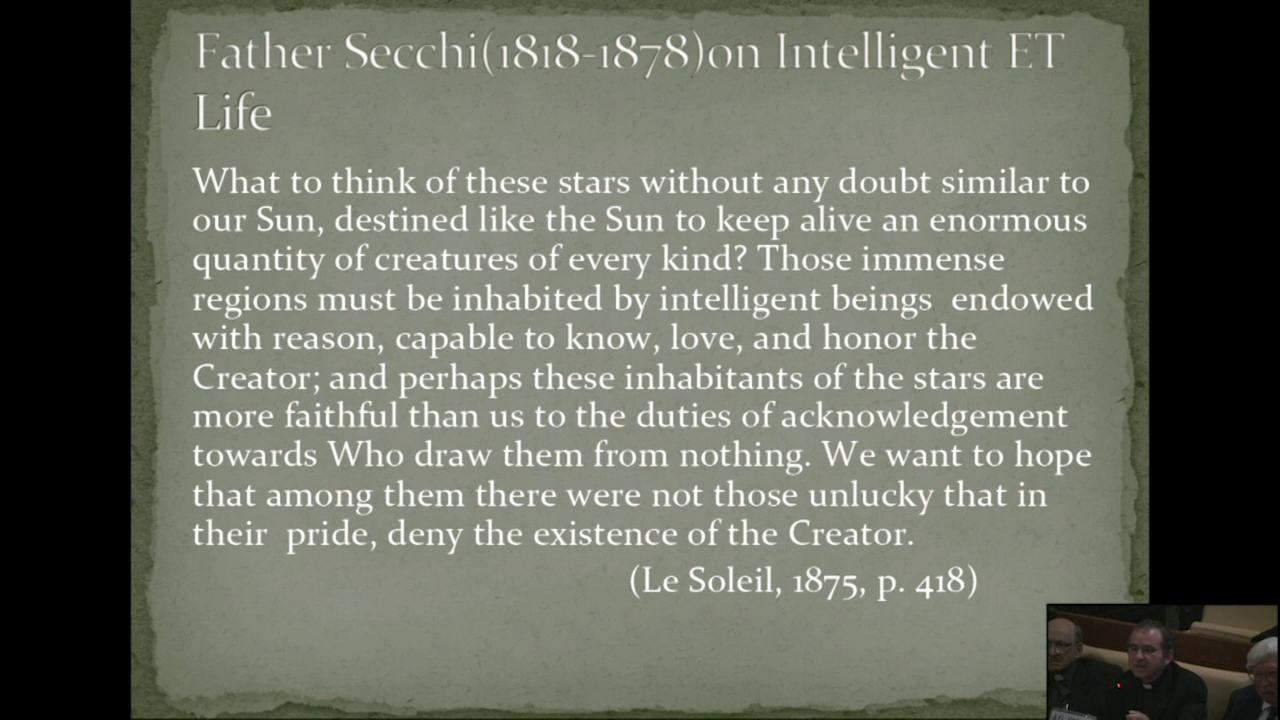 Father Secchi(1818-1878)on Intelligent ET
Life
What to think of these stars without any doubt similar to
our Sun, destined like the Sun to keep alive an enormous
quantity of creatures of every kind? Those immense
regions must be inhabited by intelligent beings  endowed
with reason, capable to know, love, and honor the
Creator; and perhaps these inhabitants of the stars are
more faithful than us to the duties of acknowledgement
towards Who draw them from nothing. We want to hope
that among them there were not those unlucky that in
their  pride, deny the existence of the Creator.
(Le Soleil, 1875, p. 418)